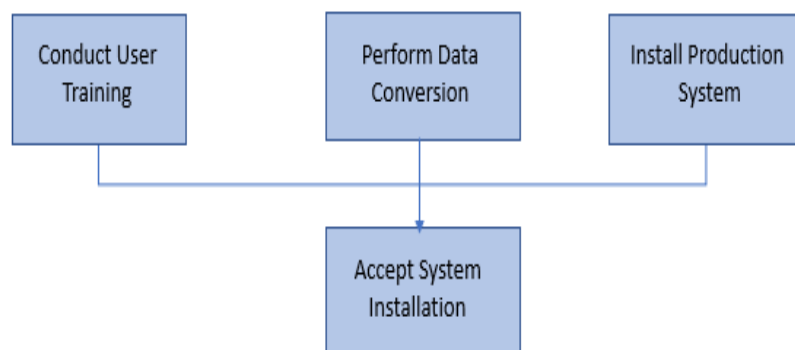 Conduct User
Training
Perform Data
Conversion
Install Production
System
Accept System
Installation